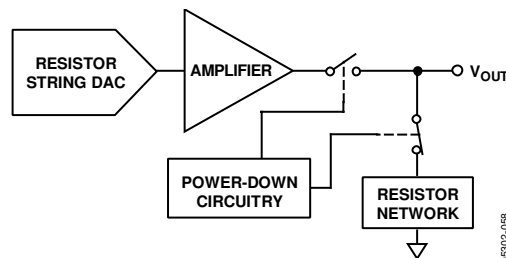 RESISTOR
STRING DAC
AMPLIFIER
VOUT
POWER-DOWN
CIRCUITRY
RESISTOR
NETWORK